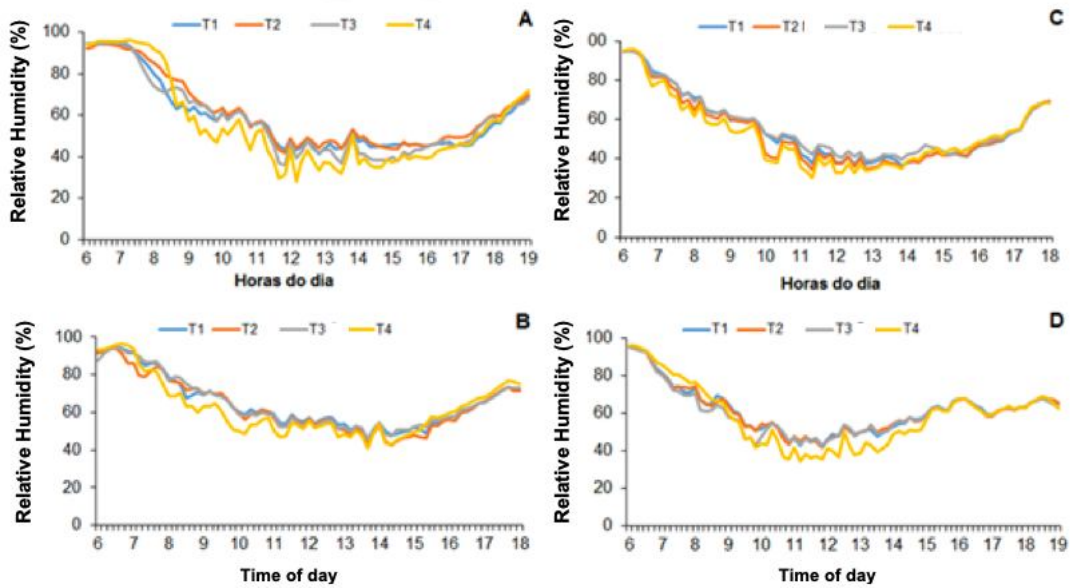 T1 T2 T3 T4 A
Relative Humidity (%)
100
80
60
40
20
0
6 7 8 9 10 11 12 13 14 15 16 17 18 19
Horas do dia
T1 T2 I T3 T4 C
Relative Humidity (%)
00
80
60
40
20
00
6 7 8 9 10 11 12 13 14 15 16 17 18
Horas do dia
T1 T2 T3 T4 B
Relative Humidity (%)
100
80
60
40
20
0
6 7 8 9 10 11 12 13 14 15 16 17 18
Time of day
T1 T2 T3 T4 D
Relative Humidity (%)
100
80
60
40
20
0
6 7 8 9 10 11 12 13 14 15 16 17 18 19
Time of day